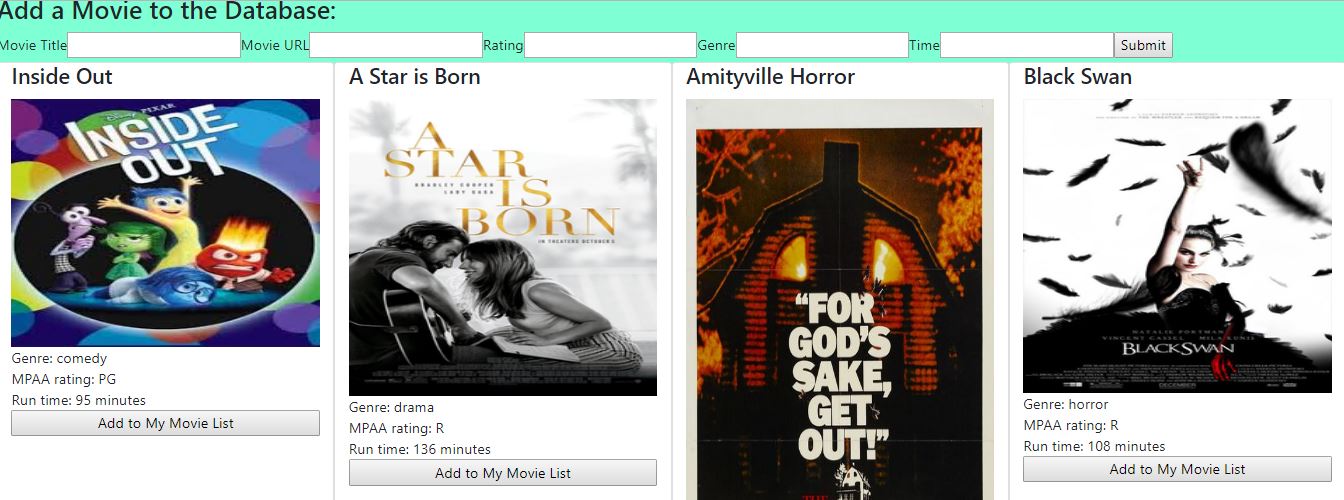 Add a Movie to the Database:
Movie Title Movie URL Rating Genre Time Submit
Inside Out
DISNEY PIXAR
INSIDE
OUT
Genre: comedy
MPAA rating: PG
Run time: 95 minutes
Add to My Movie List
A Star is Born
A
STAR
BRADLEY COOPER
LADY GAGA
IS
BORN
IN THEATERS OCTOBER 5
Genre: drama
MPAA rating: R
Run time: 136 minutes
Add to My Movie List
Amityville Horror
“FOR
GOD'S
SAKE,
GET
OUT!”
THE
Black Swan
NATALIE PORTMAN
VINCENT CASSEL MILA KUNIS
BLACK SWAN
DECEMBER
Genre: horror
MPAA rating: R
Run time: 108 minutes
Add to My Movie List